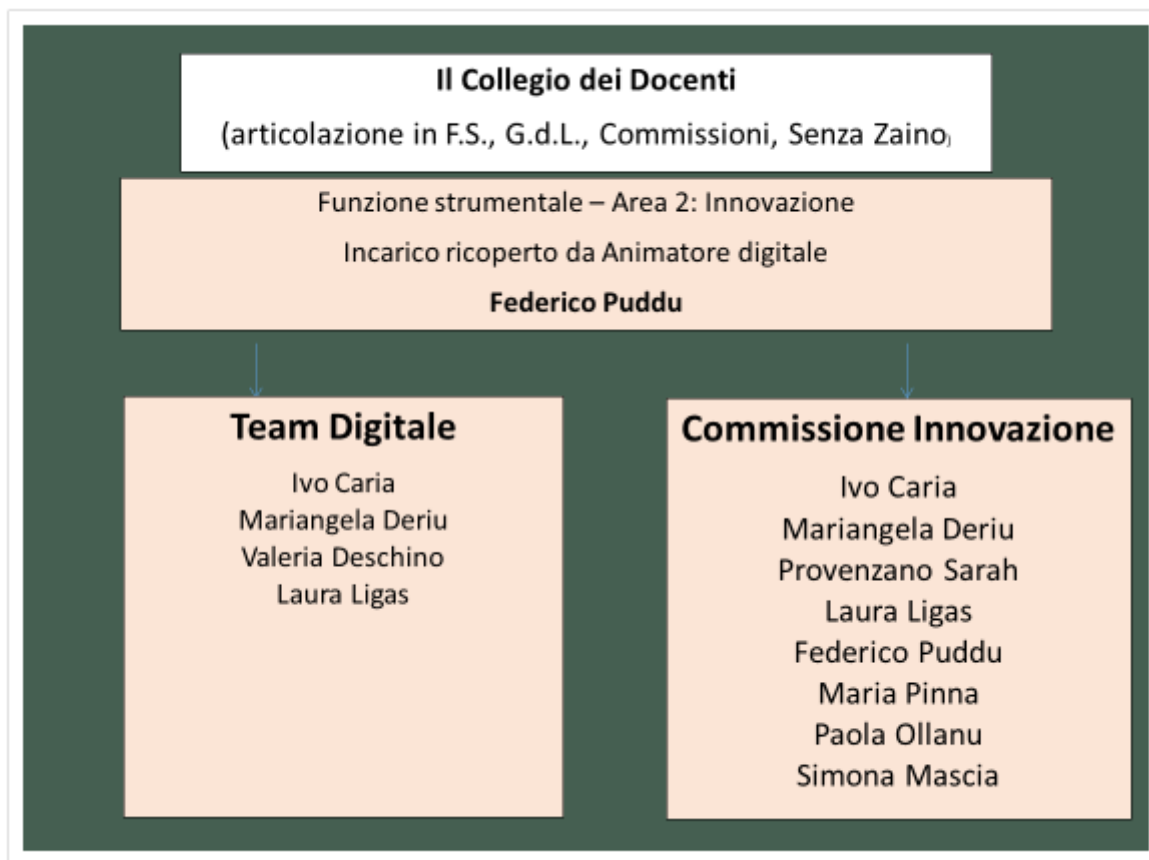 Il Collegio dei Docenti
(articolazione in F.S., G.d.L., Commissioni, Senza Zaino)
Funzione strumentale – Area 2: Innovazione
Incarico ricoperto da Animatore digitale
Federico Puddu
Team Digitale
Ivo Caria
Mariangela Deriu
Valeria Deschino
Laura Ligas
Commissione Innovazione
Ivo Caria
Mariangela Deriu
Provenzano Sarah
Laura Ligas
Federico Puddu
Maria Pinna
Paola Ollanu
Simona Mascia